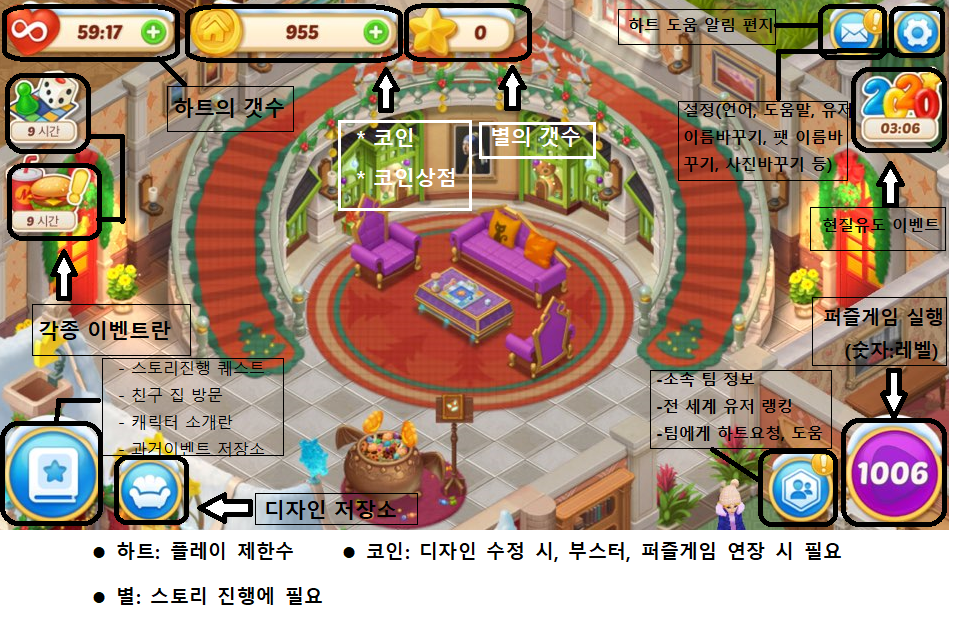 59:17
955
0
하트 도움 알림 편지
하트의 갯수
* 코인
* 코인상점
별의 갯수
설정(언어, 도움말, 유저
이름바꾸기, 팻 이름바
꾸기, 사진바꾸기 등)
2020
03:06
9 시간
9 시간
현질유도 이벤트
각종 이벤트란
퍼즐게임 실행
(숫자:레벨)
- 스토리진행 퀘스트
- 친구 집 방문
- 캐릭터 소개란
- 과거이벤트 저장소
-소속 팀 정보
-전 세계 유저 랭킹
-팀에게 하트요청, 도움
1006
디자인 저장소
● 하트: 플레이 제한수
● 코인: 디자인 수정 시, 부스터, 퍼즐게임 연장 시 필요
● 별: 스토리 진행에 필요